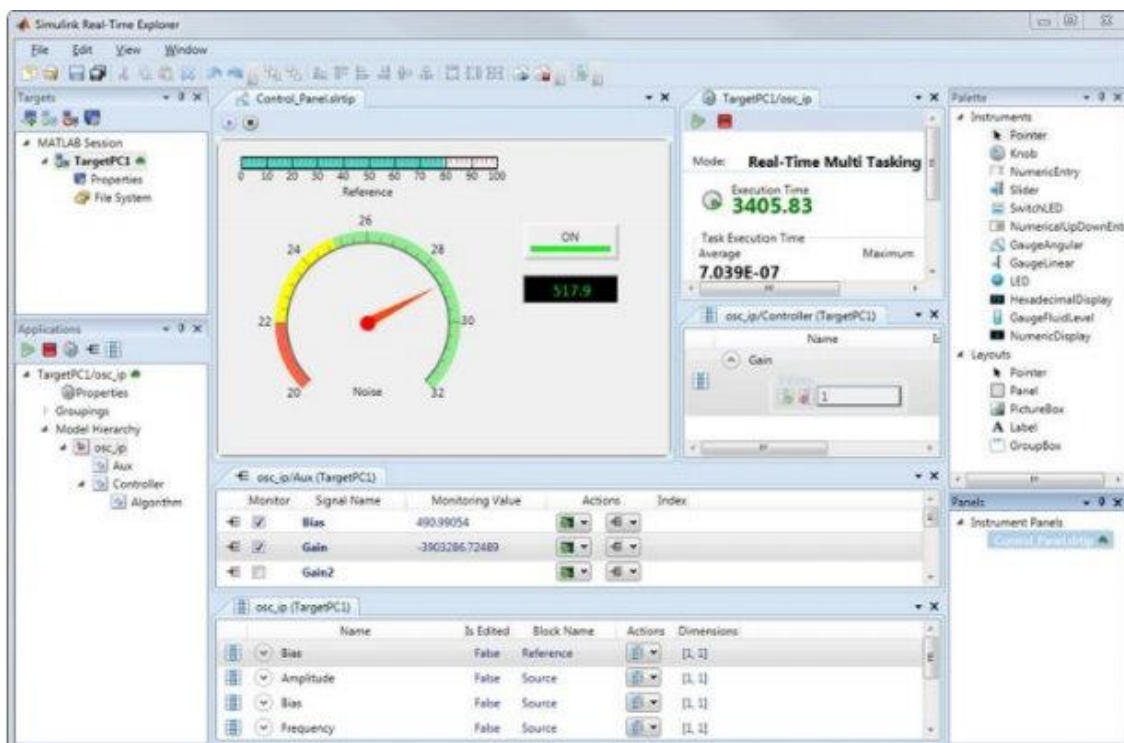 Simulink Real-Time Explorer
File Edit View Window
Targets
MATLAB Session
TargetPC1
Properties
File System
Applications
TargetPC1/osc_ip
Properties
Groupings
Model Hierarchy
osc_ip
Aux
Controller
Algorithm
Control_Panel.slrtip
0 10 20 30 40 50 60 70 80 90 100
Reference
20 22 24 26 28 30 32
Noise
ON
517.9
TargetPC1/osc_ip
Mode: Real-Time Multi Tasking
Execution Time
3405.83
Task Execution Time
Average Maximum
7.039E-07
osc_ip/Controller (TargetPC1)
Name
Gain
1
osc_ip/Aux (TargetPC1)
Monitor Signal Name Monitoring Value Actions Index
Bias 490.99054
Gain -3903286.72489
Gain2
osc_ip (TargetPC1)
Name Is Edited Block Name Actions Dimensions
Bias False Reference [1, 1]
Amplitude False Source [1, 1]
Bias False Source [1, 1]
Frequency False Source [1, 1]
Palette
Instruments
Pointer
Knob
NumericEntry
Slider
SwitchLED
NumericalUpDownEnt
GaugeAngular
GaugeLinear
LED
HexadecimalDisplay
GaugeFluidLevel
NumericDisplay
Layouts
Pointer
Panel
PictureBox
Label
GroupBox
Panels
Instrument Panels
Control_Panel.slrtip